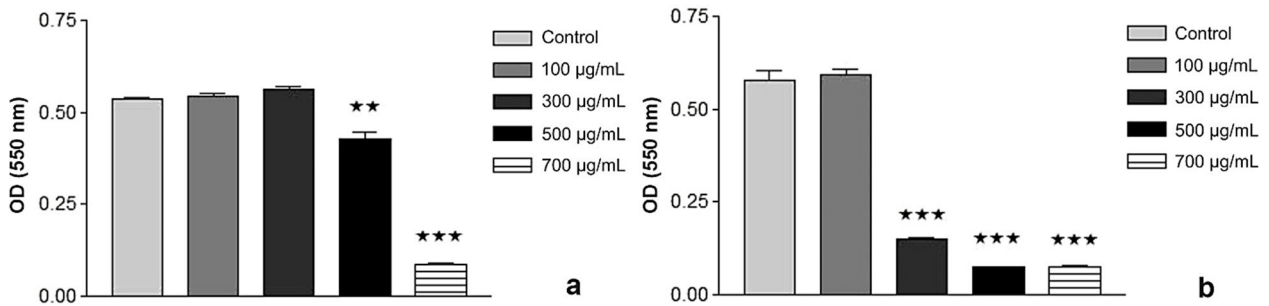 0.75
0.50
0.25
0.00
OD (550 nm)
★★
★★★
Control
100 µg/mL
300 µg/mL
500 µg/mL
700 µg/mL
a
0.75
0.50
0.25
0.00
OD (550 nm)
★★★
★★★
★★★
Control
100 µg/mL
300 µg/mL
500 µg/mL
700 µg/mL
b